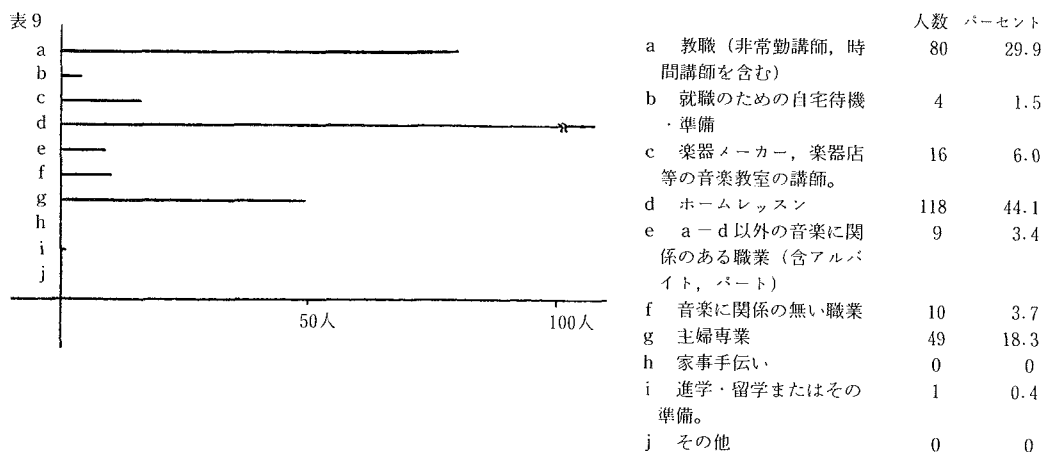 表9
a
b
c
d
e
f
g
h
i
j
50人
100人
人数 パーセント
a 教職（非常勤講師，時 80 29.9
間講師を含む）
b 就職のための自宅待機 4 1.5
・準備
c 楽器メーカー，楽器店 16 6.0
等の音楽教室の講師。
d ホームレッスン 118 44.1
e a－d以外の音楽に関 9 3.4
係のある職業（含アルバ
イト，パート）
f 音楽に関係の無い職業 10 3.7
g 主婦専業 49 18.3
h 家事手伝い 0 0
i 進学・留学またはその 1 0.4
準備。
j その他 0 0